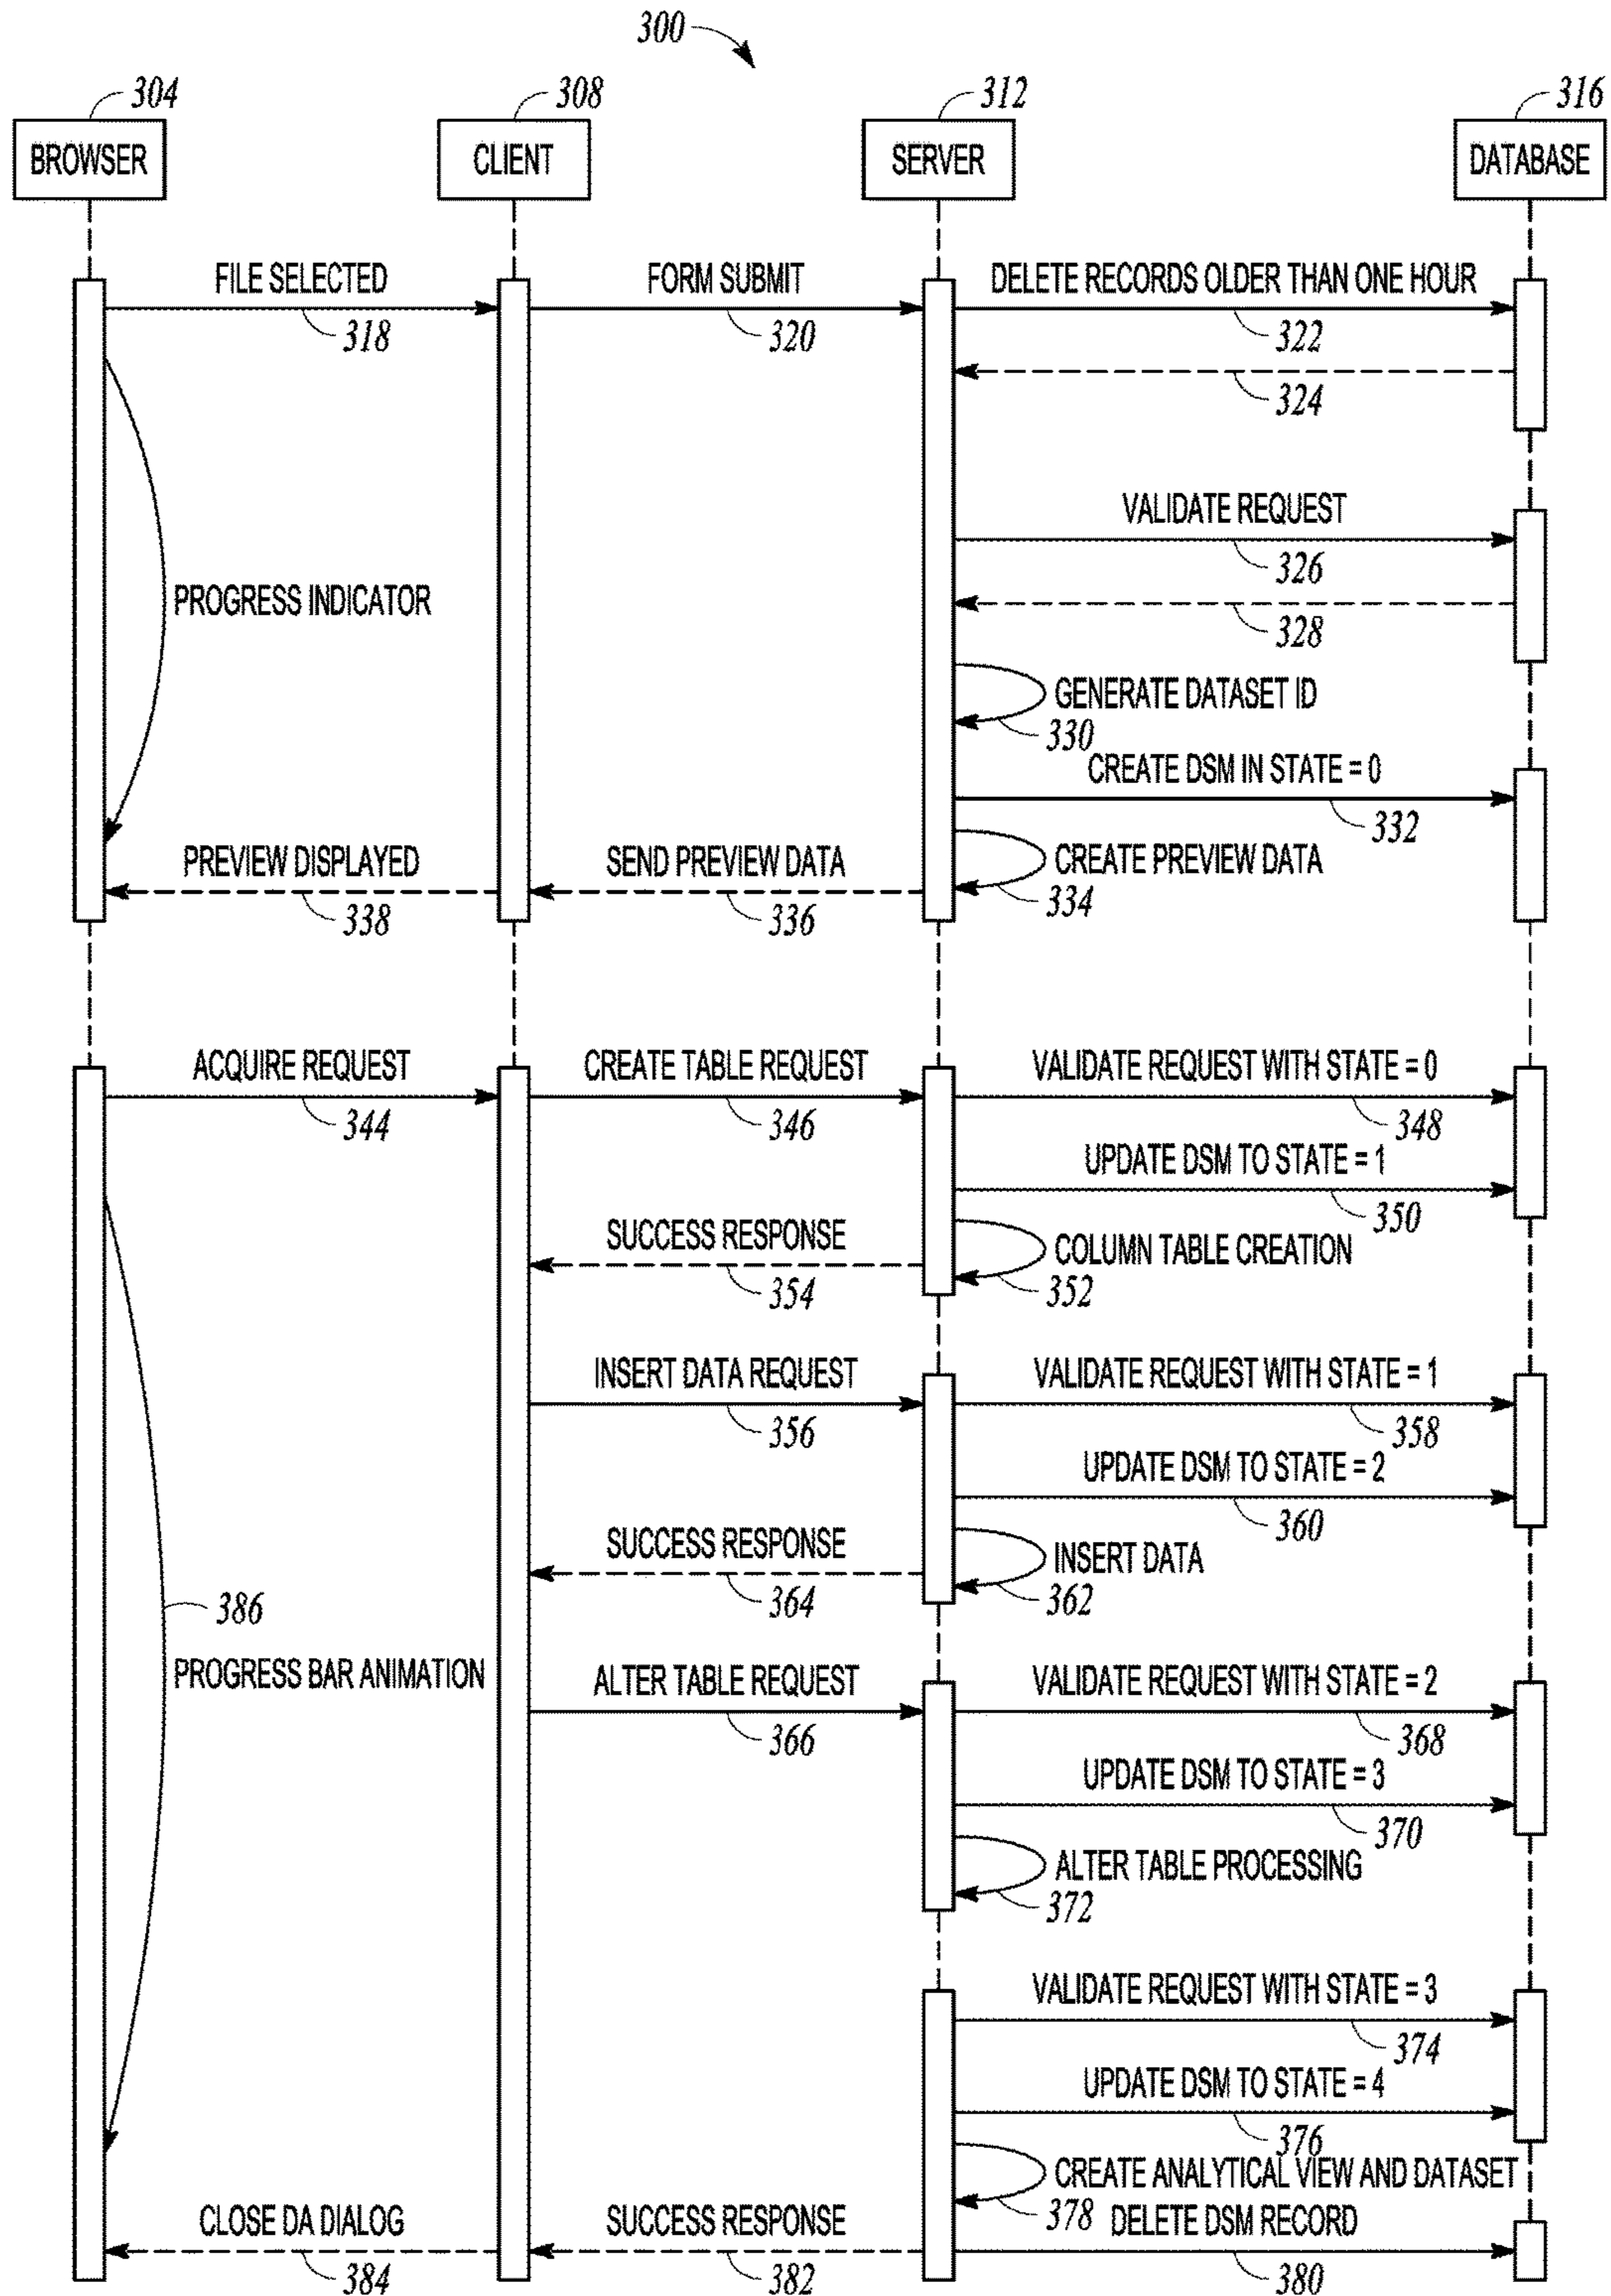 300
304
308
312
316
BROWSER
CLIENT
SERVER
DATABASE
FILE SELECTED
FORM SUBMIT
DELETE RECORDS OLDER THAN ONE HOUR
318
320
322
324
VALIDATE REQUEST
326
PROGRESS INDICATOR
328
GENERATE DATASET ID
330
CREATE DSM IN STATE = 0
332
PREVIEW DISPLAYED
SEND PREVIEW DATA
CREATE PREVIEW DATA
338
336
334
ACQUIRE REQUEST
CREATE TABLE REQUEST
VALIDATE REQUEST WITH STATE = 0
344
346
348
UPDATE DSM TO STATE = 1
350
SUCCESS RESPONSE
COLUMN TABLE CREATION
354
352
INSERT DATA REQUEST
VALIDATE REQUEST WITH STATE = 1
356
358
UPDATE DSM TO STATE = 2
360
SUCCESS RESPONSE
INSERT DATA
364
362
386
PROGRESS BAR ANIMATION
ALTER TABLE REQUEST
VALIDATE REQUEST WITH STATE = 2
366
368
UPDATE DSM TO STATE = 3
370
ALTER TABLE PROCESSING
372
VALIDATE REQUEST WITH STATE = 3
374
UPDATE DSM TO STATE = 4
376
CREATE ANALYTICAL VIEW AND DATASET
378
CLOSE DA DIALOG
SUCCESS RESPONSE
DELETE DSM RECORD
384
382
380